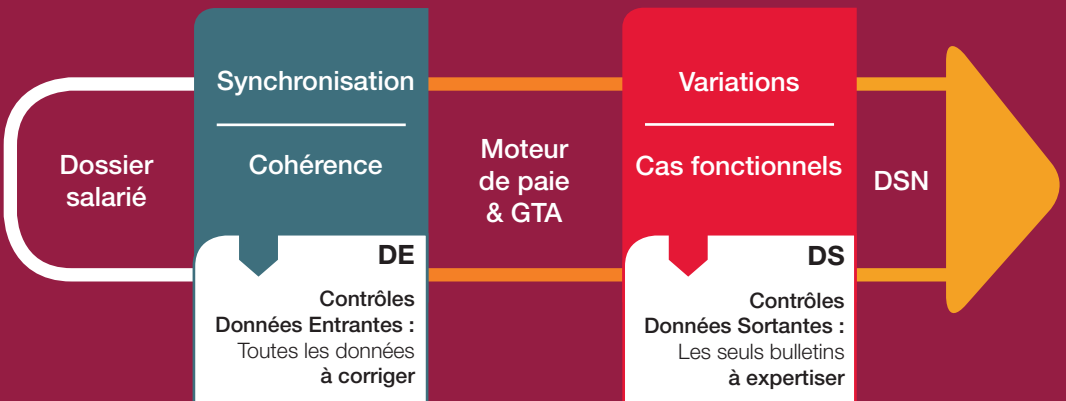 Dossier
salarié
Synchronisation
Cohérence
DE
Contrôles
Données Entrantes :
Toutes les données
à corriger
Moteur
de paie
& GTA
Variations
Cas fonctionnels
DS
Contrôles
Données Sortantes :
Les seuls bulletins
à expertiser
DSN